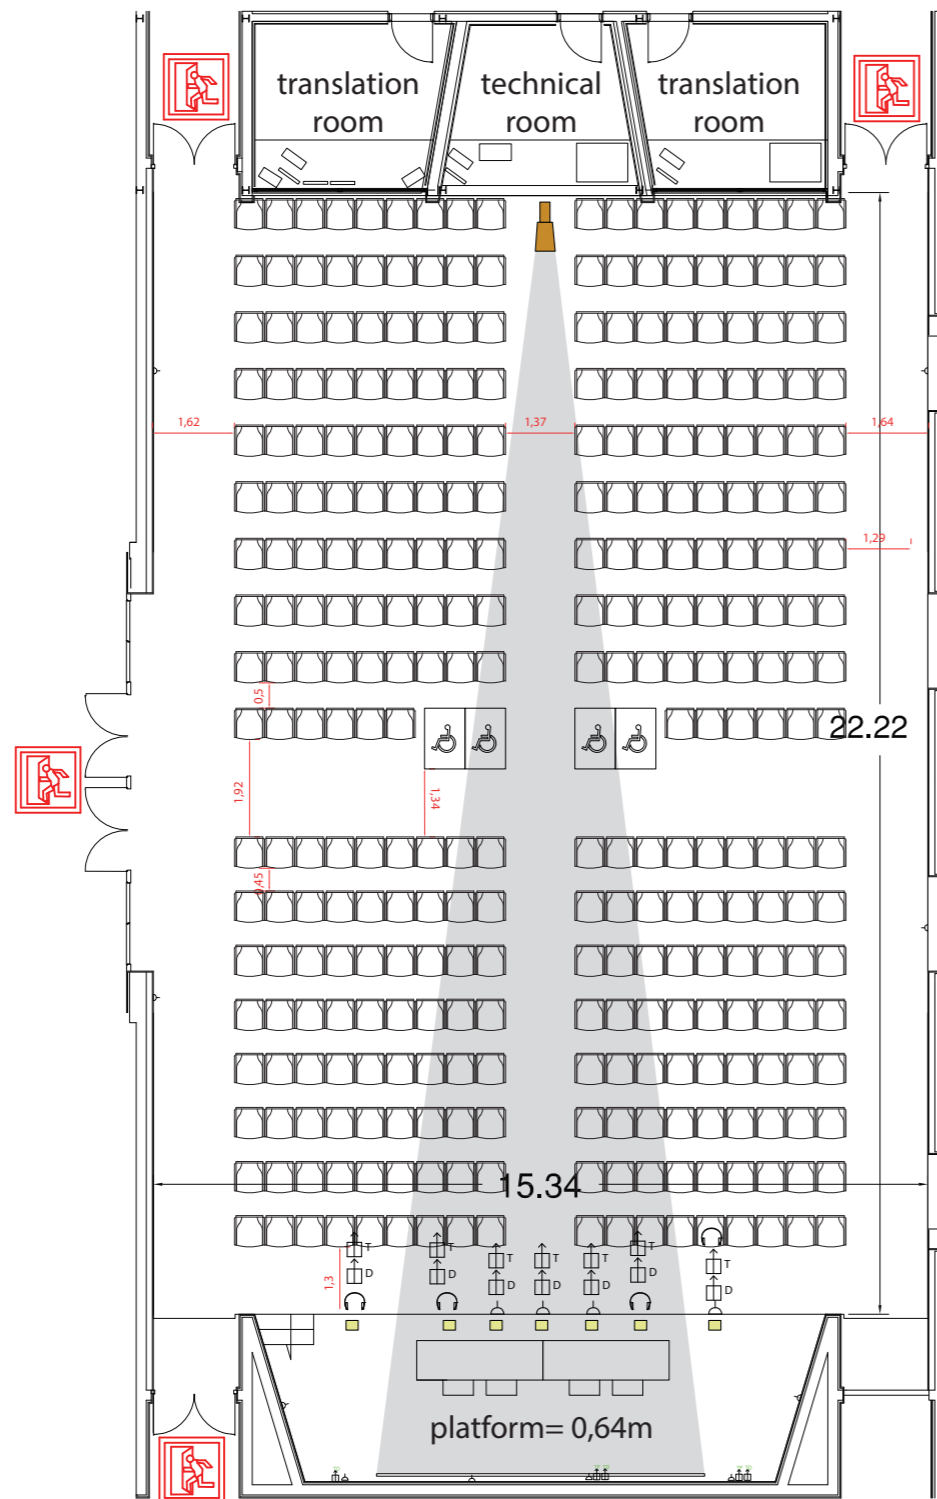 translation
room
technical
room
translation
room
1,62
1,37
1,64
1,29
0,5
22.22
1,92
1,34
0,45
15.34
T
T
T
T
T
T
T
D
D
D
D
D
D
D
1,3
platform= 0,64m